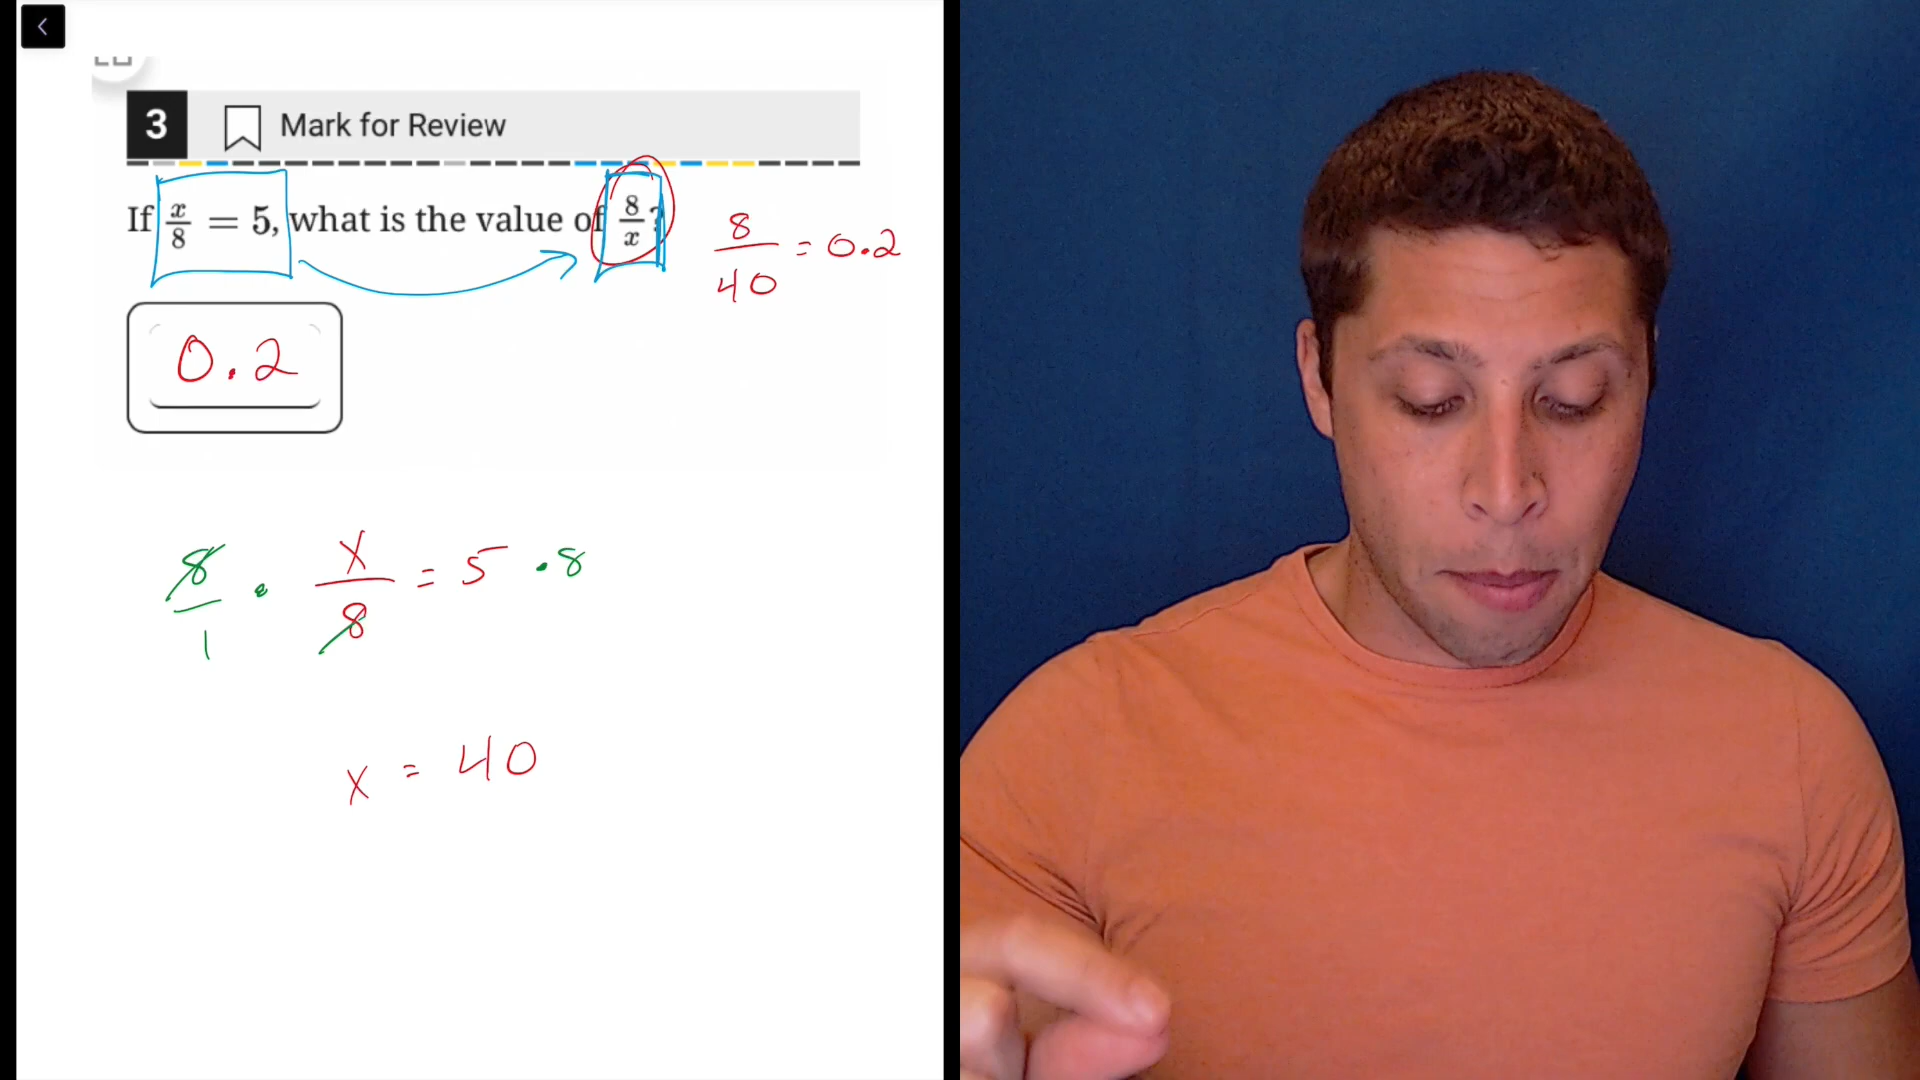 3 Mark for Review
If x/8 = 5, what is the value of 8/x?
8/40 = 0.2
0.2
8/1 · x/8 = 5 · 8
x = 40